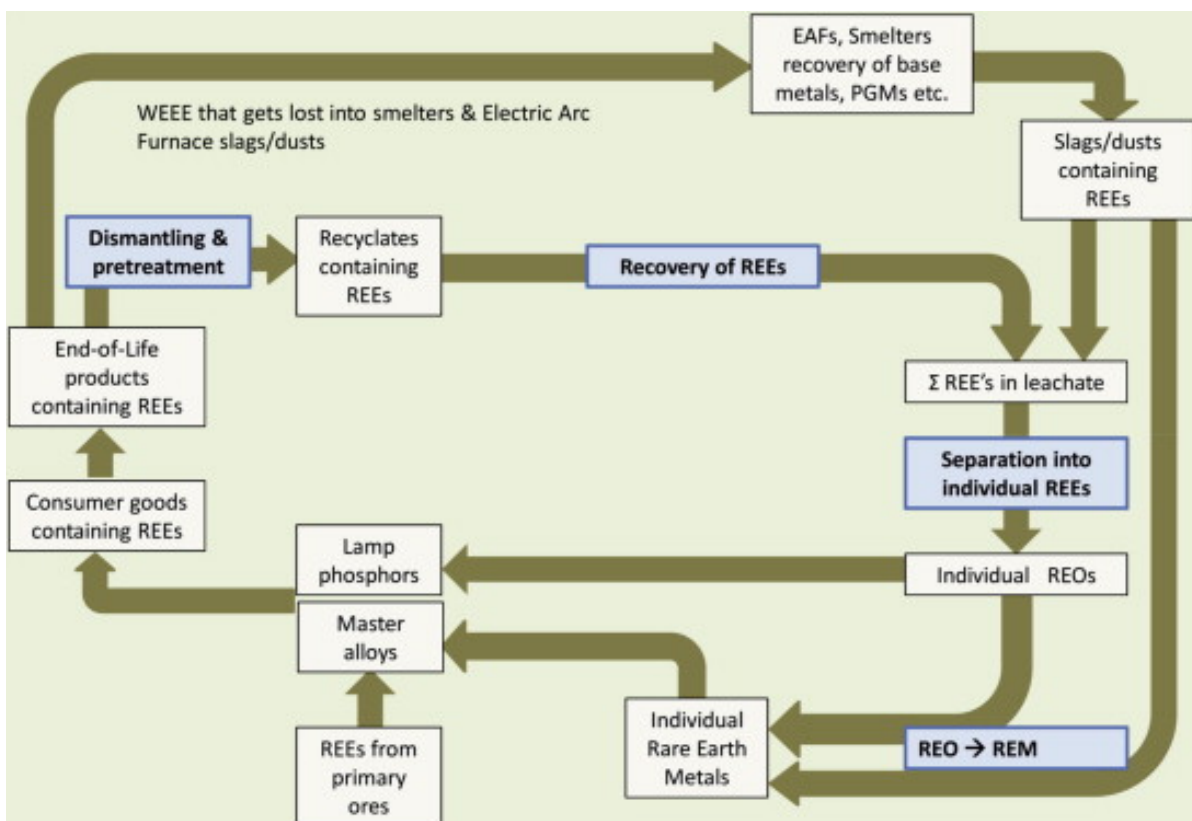 EAFs, Smelters
recovery of base
metals, PGMs etc.
WEEE that gets lost into smelters & Electric Arc
Furnace slags/dusts
Slags/dusts
containing
REEs
Dismantling &
pretreatment
Recyclates
containing
REEs
Recovery of REEs
End-of-Life
products
containing REEs
Σ REE's in leachate
Separation into
individual REEs
Consumer goods
containing REEs
Lamp
phosphors
Individual REOs
Master
alloys
Individual
Rare Earth
Metals
REO → REM
REEs from
primary
ores